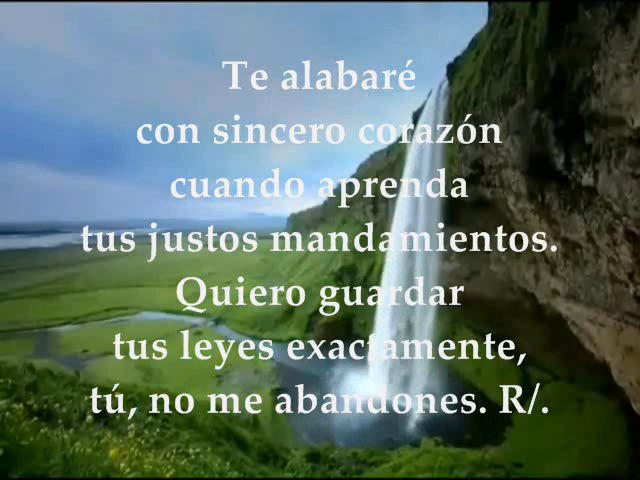 Te alabaré
con sincero corazón
cuando aprenda
tus justos mandamientos.
Quiero guardar
tus leyes exactamente,
tú, no me abandones. R/.